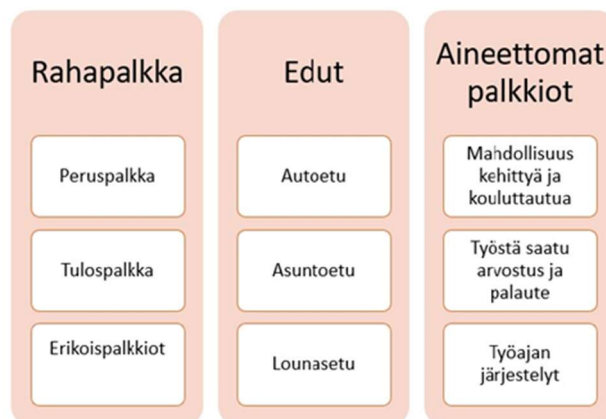 Rahapalkka
Peruspalkka
Tulospalkka
Erikoispalkkiot
Edut
Autoetu
Asuntoetu
Lounasetu
Aineettomat
palkkiot
Mahdollisuus
kehittyä ja
kouluttautua
Työstä saatu
arvostus ja
palaute
Työajan
järjestelyt